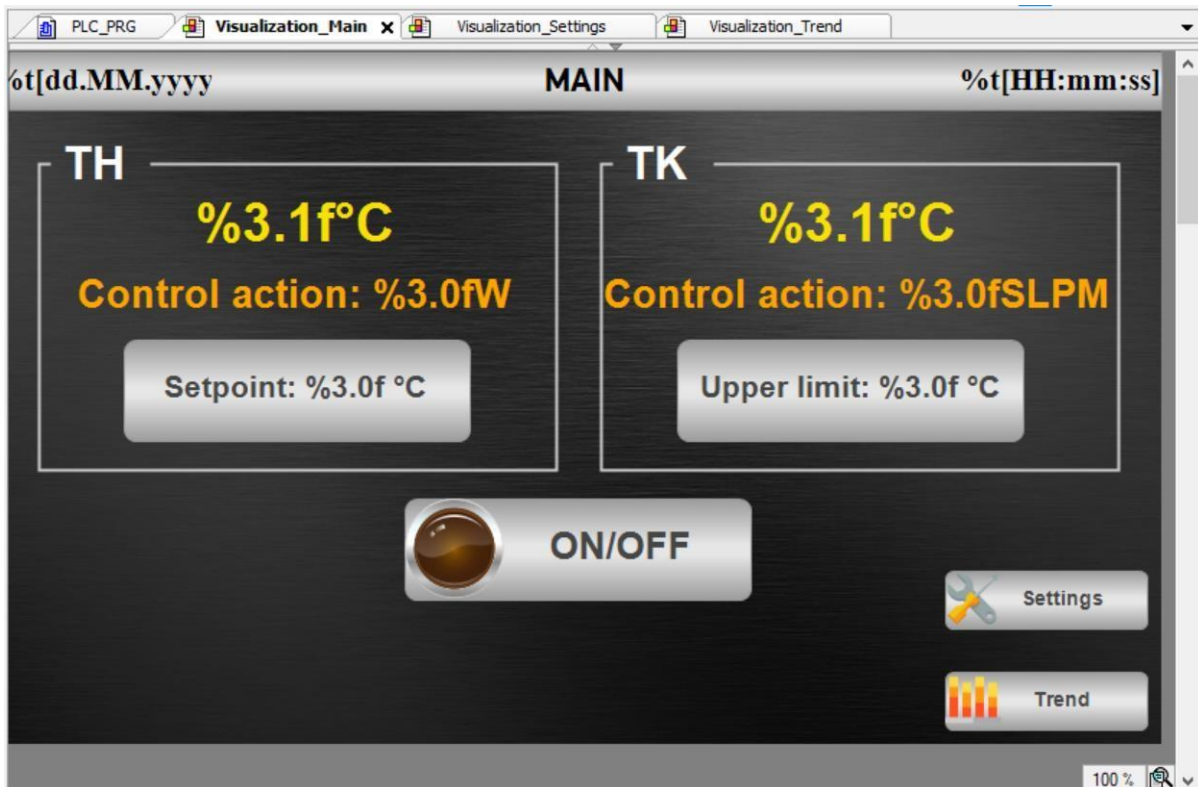 PLC_PRG Visualization_Main X Visualization_Settings Visualization_Trend
%t[dd.MM.yyyy MAIN %t[HH:mm:ss]
TH TK
%3.1f°C %3.1f°C
Control action: %3.0fW Control action: %3.0fSLPM
Setpoint: %3.0f °C Upper limit: %3.0f °C
ON/OFF
Settings
Trend
100 %